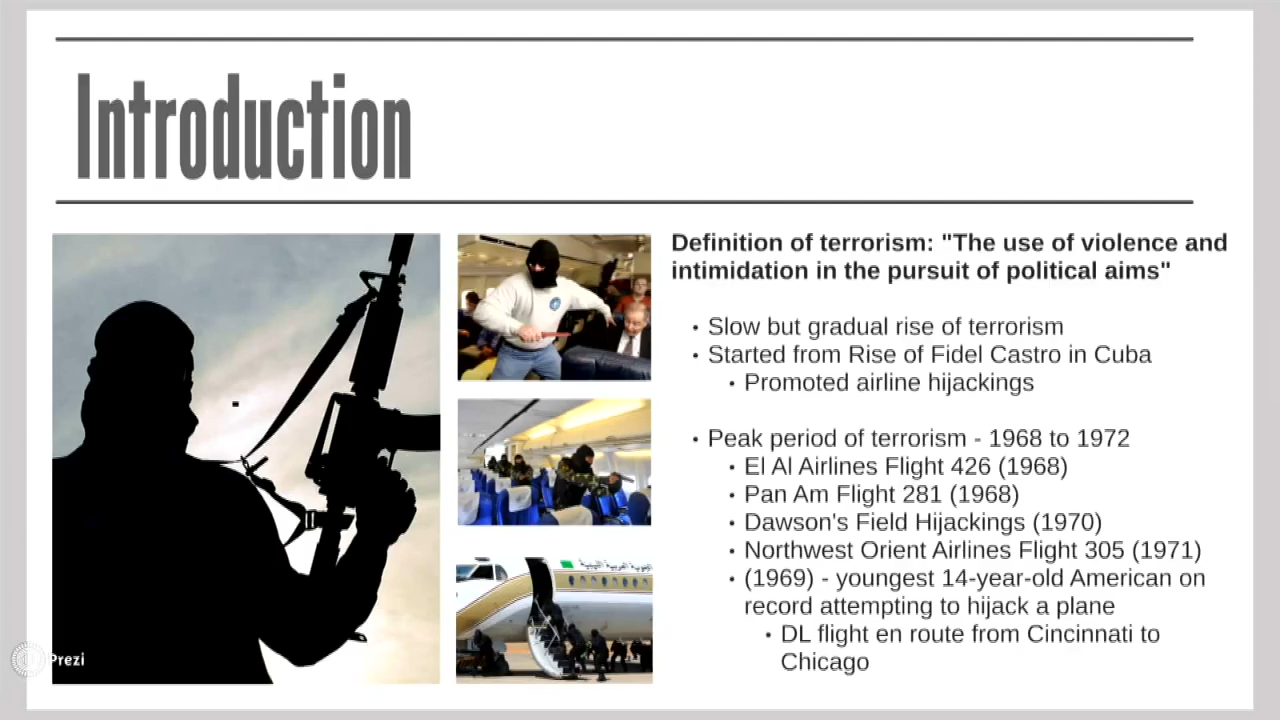 Introduction
Definition of terrorism: "The use of violence and
intimidation in the pursuit of political aims"
• Slow but gradual rise of terrorism
• Started from Rise of Fidel Castro in Cuba
• Promoted airline hijackings
• Peak period of terrorism - 1968 to 1972
• El Al Airlines Flight 426 (1968)
• Pan Am Flight 281 (1968)
• Dawson's Field Hijackings (1970)
• Northwest Orient Airlines Flight 305 (1971)
• (1969) - youngest 14-year-old American on
record attempting to hijack a plane
• DL flight en route from Cincinnati to
Chicago
Prezi